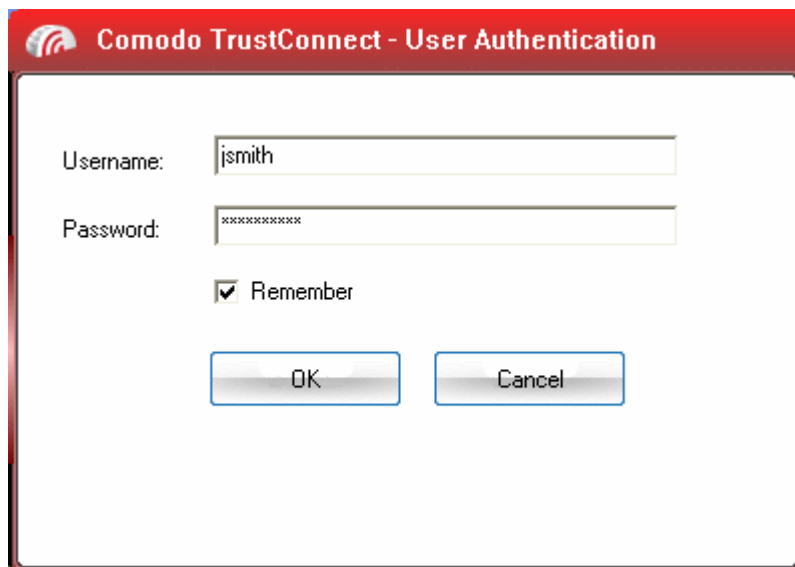 Comodo TrustConnect - User Authentication
Username: jsmith
Password: **********
Remember
OK Cancel